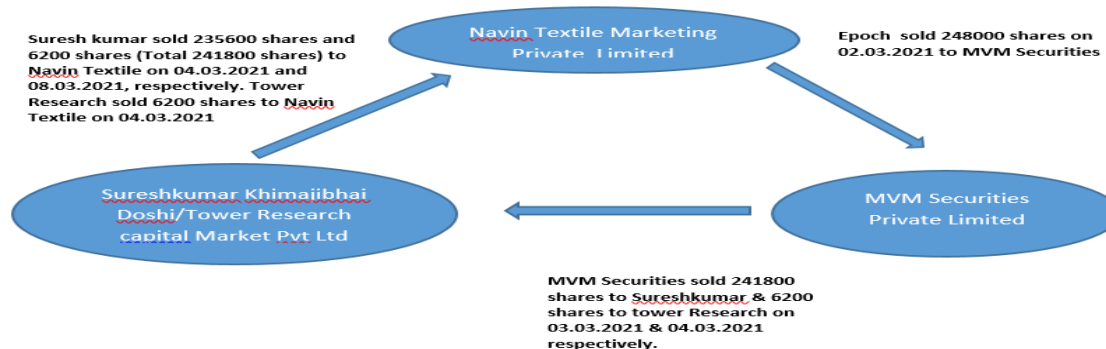 Suresh kumar sold 235600 shares and
6200 shares (Total 241800 shares) to
Navin Textile on 04.03.2021 and
08.03.2021, respectively. Tower
Research sold 6200 shares to Navin
Textile on 04.03.2021
Navin Textile Marketing
Private Limited
Epoch sold 248000 shares on
02.03.2021 to MVM Securities
Sureshkumar Khimajibhai
Doshi/Tower Research
capital Market Pvt Ltd
MVM Securities
Private Limited
MVM Securities sold 241800
shares to Sureshkumar & 6200
shares to tower Research on
03.03.2021 & 04.03.2021
respectively.